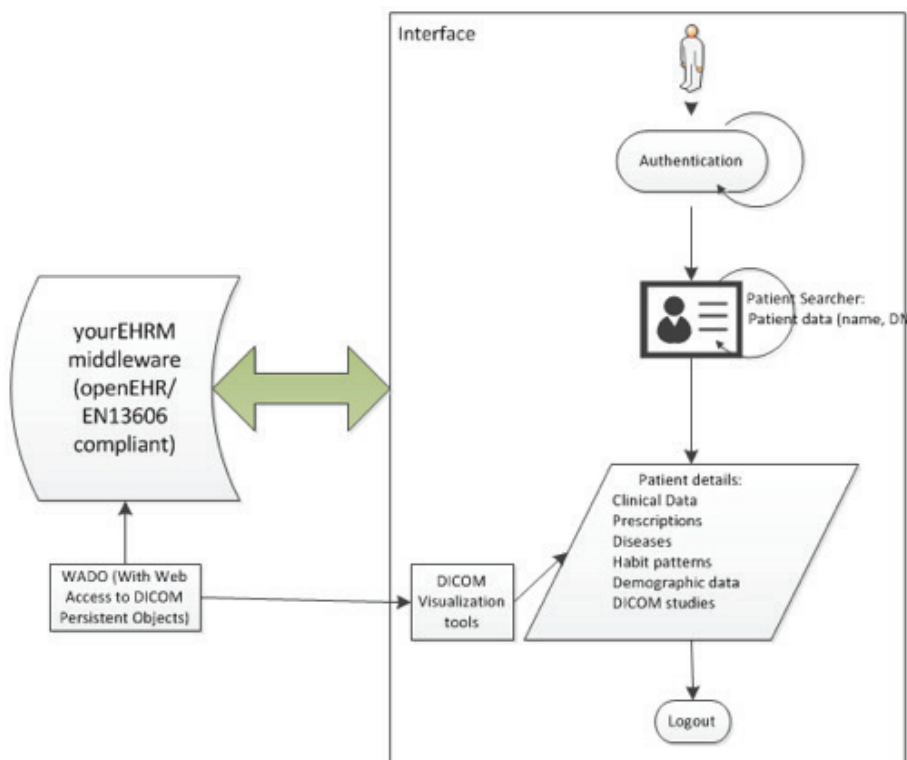 Interface
Authentication
Patient Searcher:
Patient data (name, DN
yourEHRM
middleware
(openEHR/
EN13606
compliant)
Patient details:
Clinical Data
Prescriptions
Diseases
Habit patterns
Demographic data
DICOM studies
WADO (With Web
Access to DICOM
Persistent Objects)
DICOM
Visualization
tools
Logout